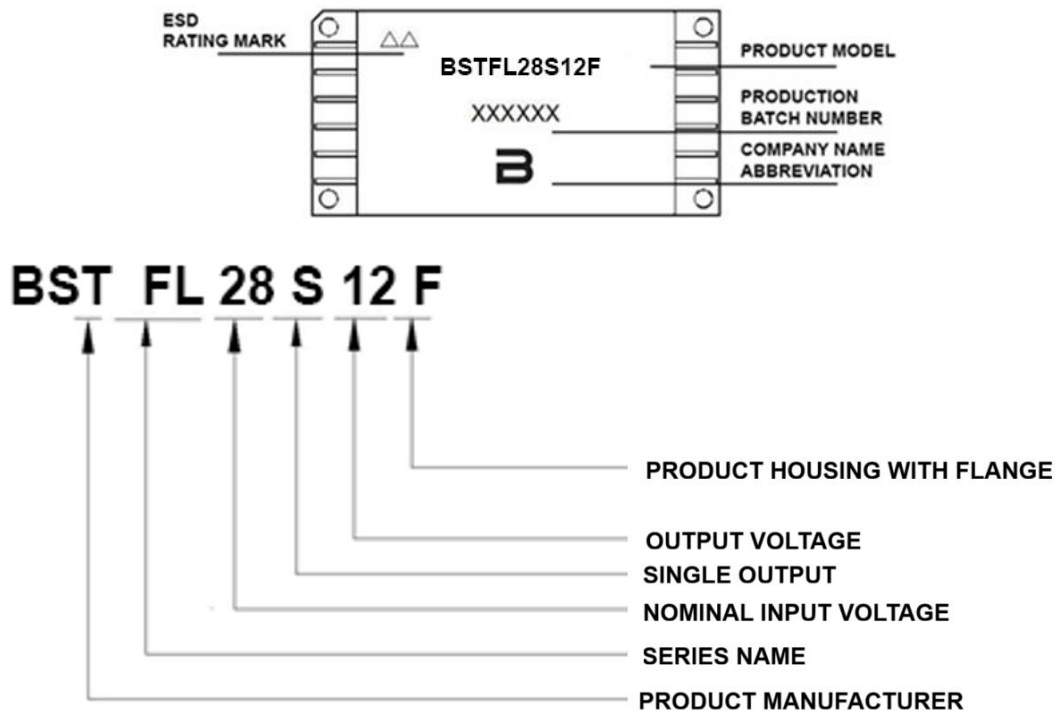 ESD
RATING MARK
△△
BSTFL28S12F
XXXXXX
B
PRODUCT MODEL
PRODUCTION
BATCH NUMBER
COMPANY NAME
ABBREVIATION
BST FL 28 S 12 F
PRODUCT HOUSING WITH FLANGE
OUTPUT VOLTAGE
SINGLE OUTPUT
NOMINAL INPUT VOLTAGE
SERIES NAME
PRODUCT MANUFACTURER